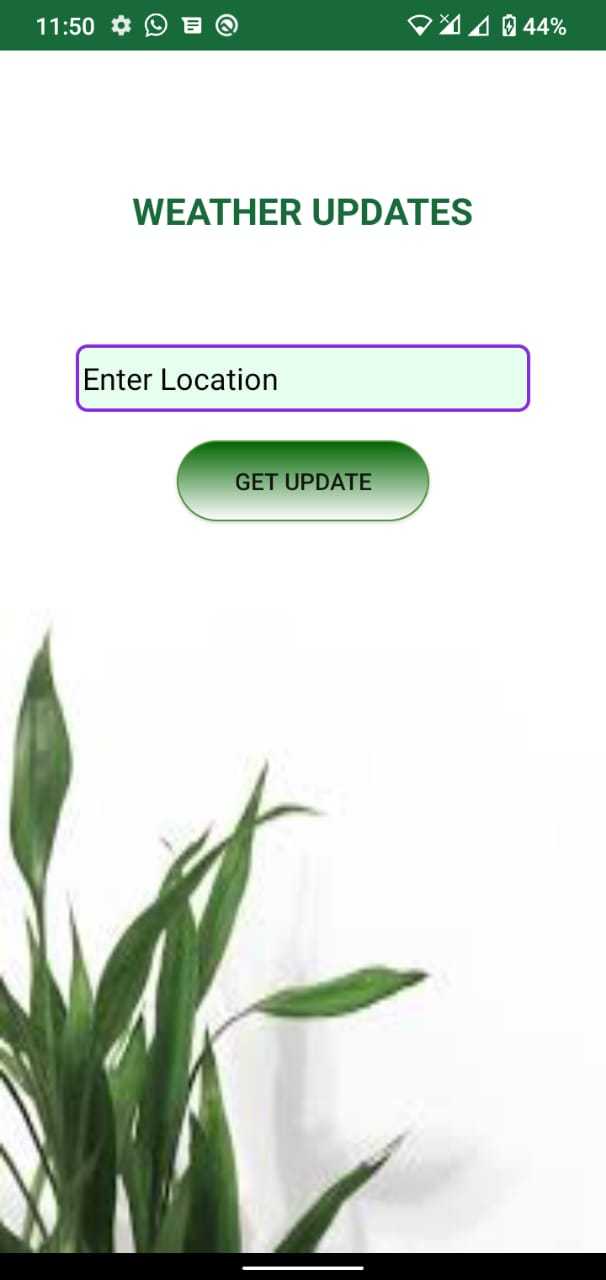 11:50 44%
WEATHER UPDATES
Enter Location
GET UPDATE